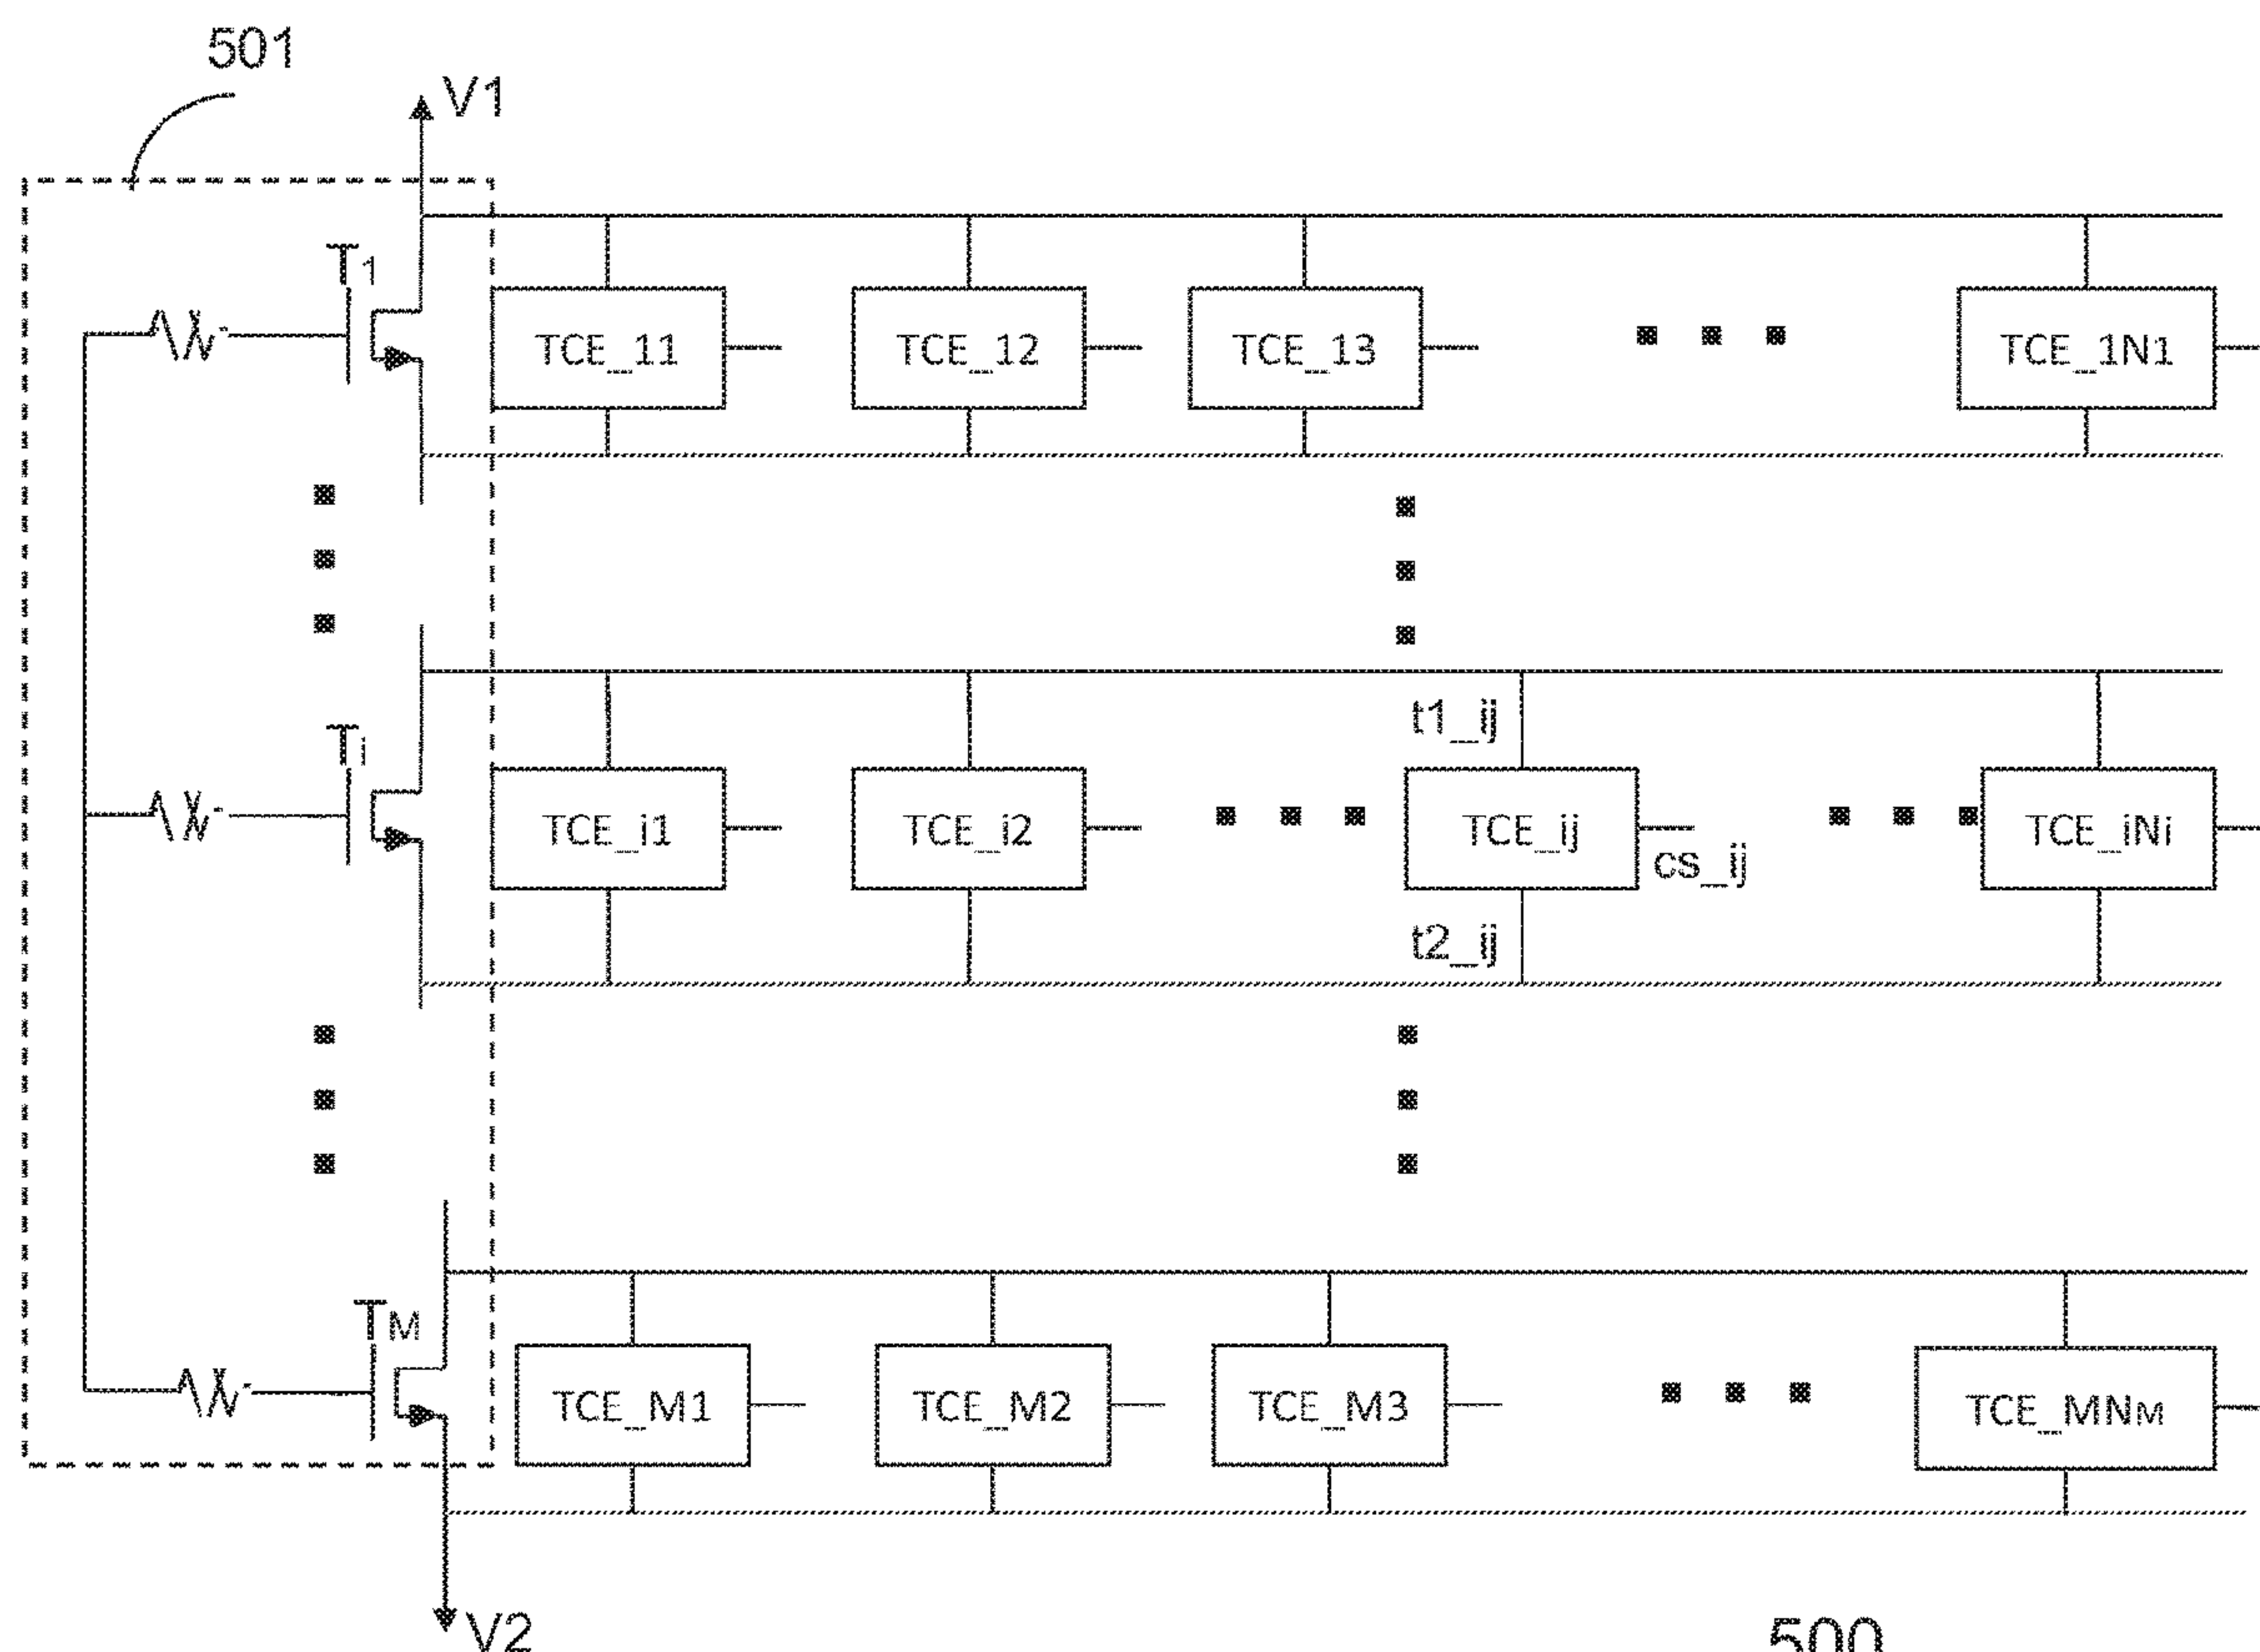 501
V1
T1
TCE_11
TCE_12
TCE_13
TCE_1N1
t1_ij
Ti
TCE_i1
TCE_i2
TCE_ij
TCE_iNi
cs_ij
t2_ij
TM
TCE_M1
TCE_M2
TCE_M3
TCE_MNM
V2
500